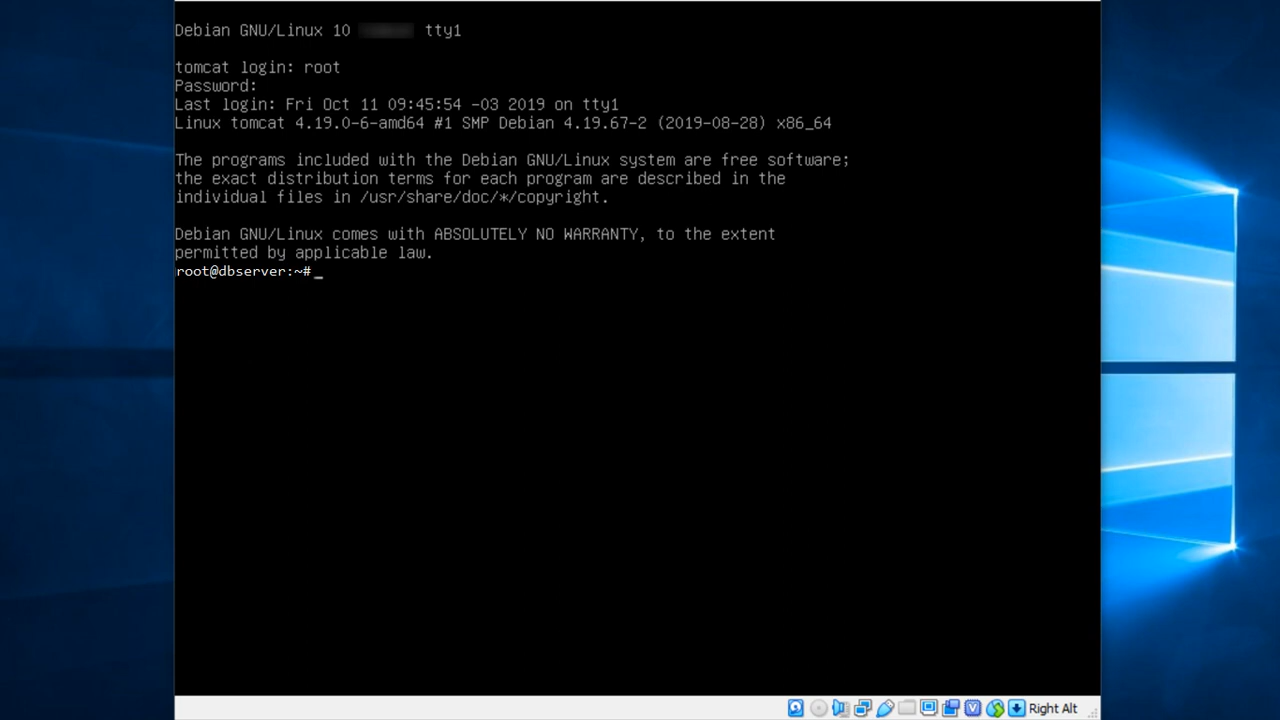 Debian GNU/Linux 10 tty1
tomcat login: root
Password:
Last login: Fri Oct 11 09:45:54 -03 2019 on tty1
Linux tomcat 4.19.0-6-amd64 #1 SMP Debian 4.19.67-2 (2019-08-28) x86_64
The programs included with the Debian GNU/Linux system are free software;
the exact distribution terms for each program are described in the
individual files in /usr/share/doc/*/copyright.
Debian GNU/Linux comes with ABSOLUTELY NO WARRANTY, to the extent
permitted by applicable law.
root@dbserver:~# _
Right Alt